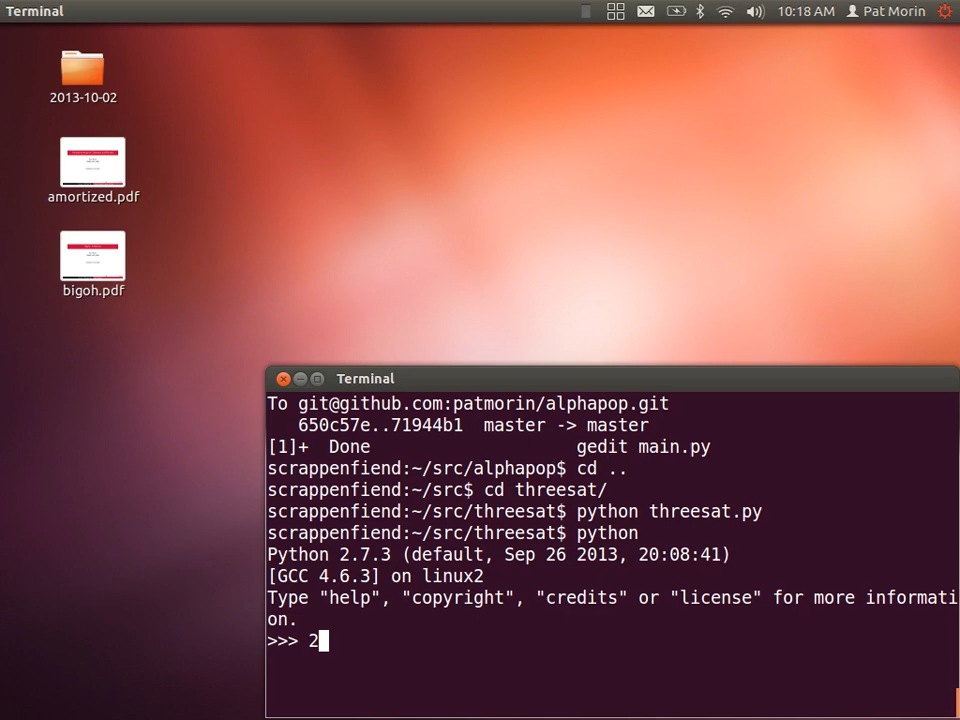 Terminal
10:18 AM Pat Morin
2013-10-02
amortized.pdf
bigoh.pdf
Terminal
To git@github.com:patmorin/alphapop.git
   650c57e..71944b1  master -> master
[1]+  Done                    gedit main.py
scrappenfiend:~/src/alphapop$ cd ..
scrappenfiend:~/src$ cd threesat/
scrappenfiend:~/src/threesat$ python threesat.py
scrappenfiend:~/src/threesat$ python
Python 2.7.3 (default, Sep 26 2013, 20:08:41)
[GCC 4.6.3] on linux2
Type "help", "copyright", "credits" or "license" for more informati
on.
>>> 2